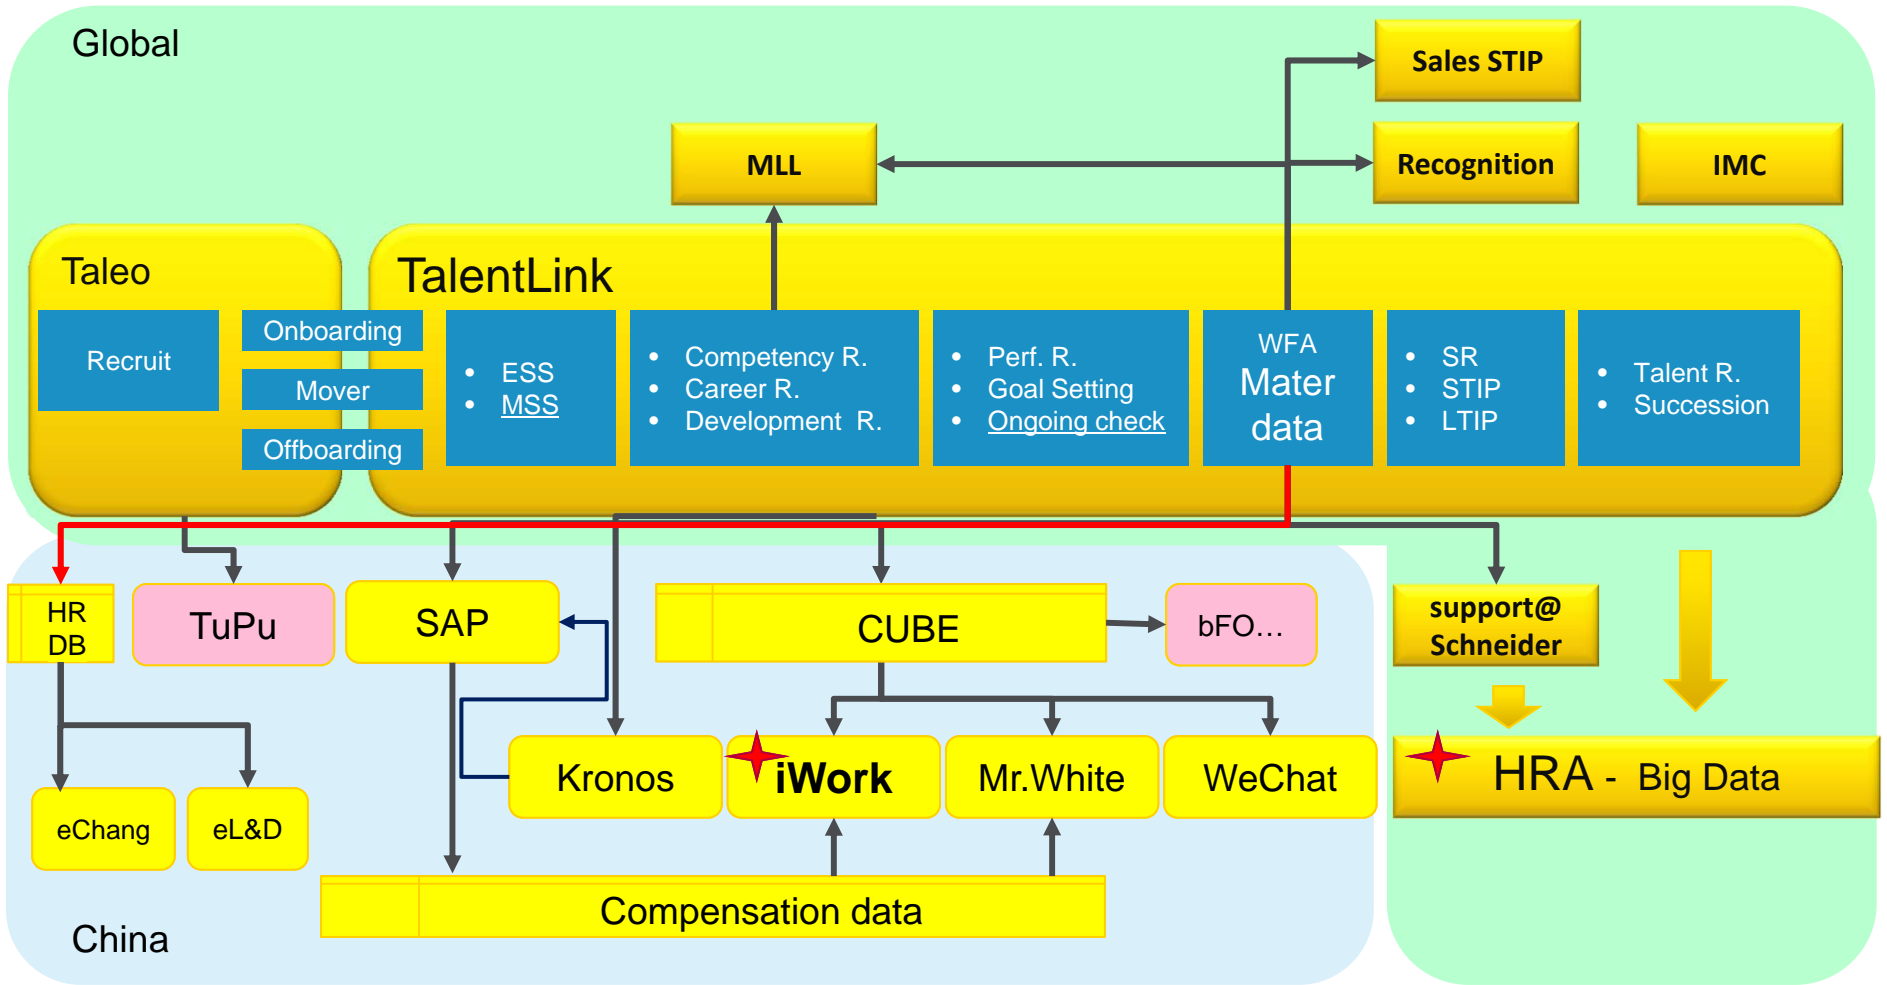 Global
Sales STIP
MLL
Recognition
IMC
Taleo
TalentLink
Recruit
Onboarding
Mover
Offboarding
• ESS
• MSS
• Competency R.
• Career R.
• Development R.
• Perf. R.
• Goal Setting
• Ongoing check
WFA
Mater
data
• SR
• STIP
• LTIP
• Talent R.
• Succession
HR
DB
TuPu
SAP
CUBE
bFO…
support@
Schneider
Kronos
iWork
Mr.White
WeChat
HRA - Big Data
eChang
eL&D
Compensation data
China